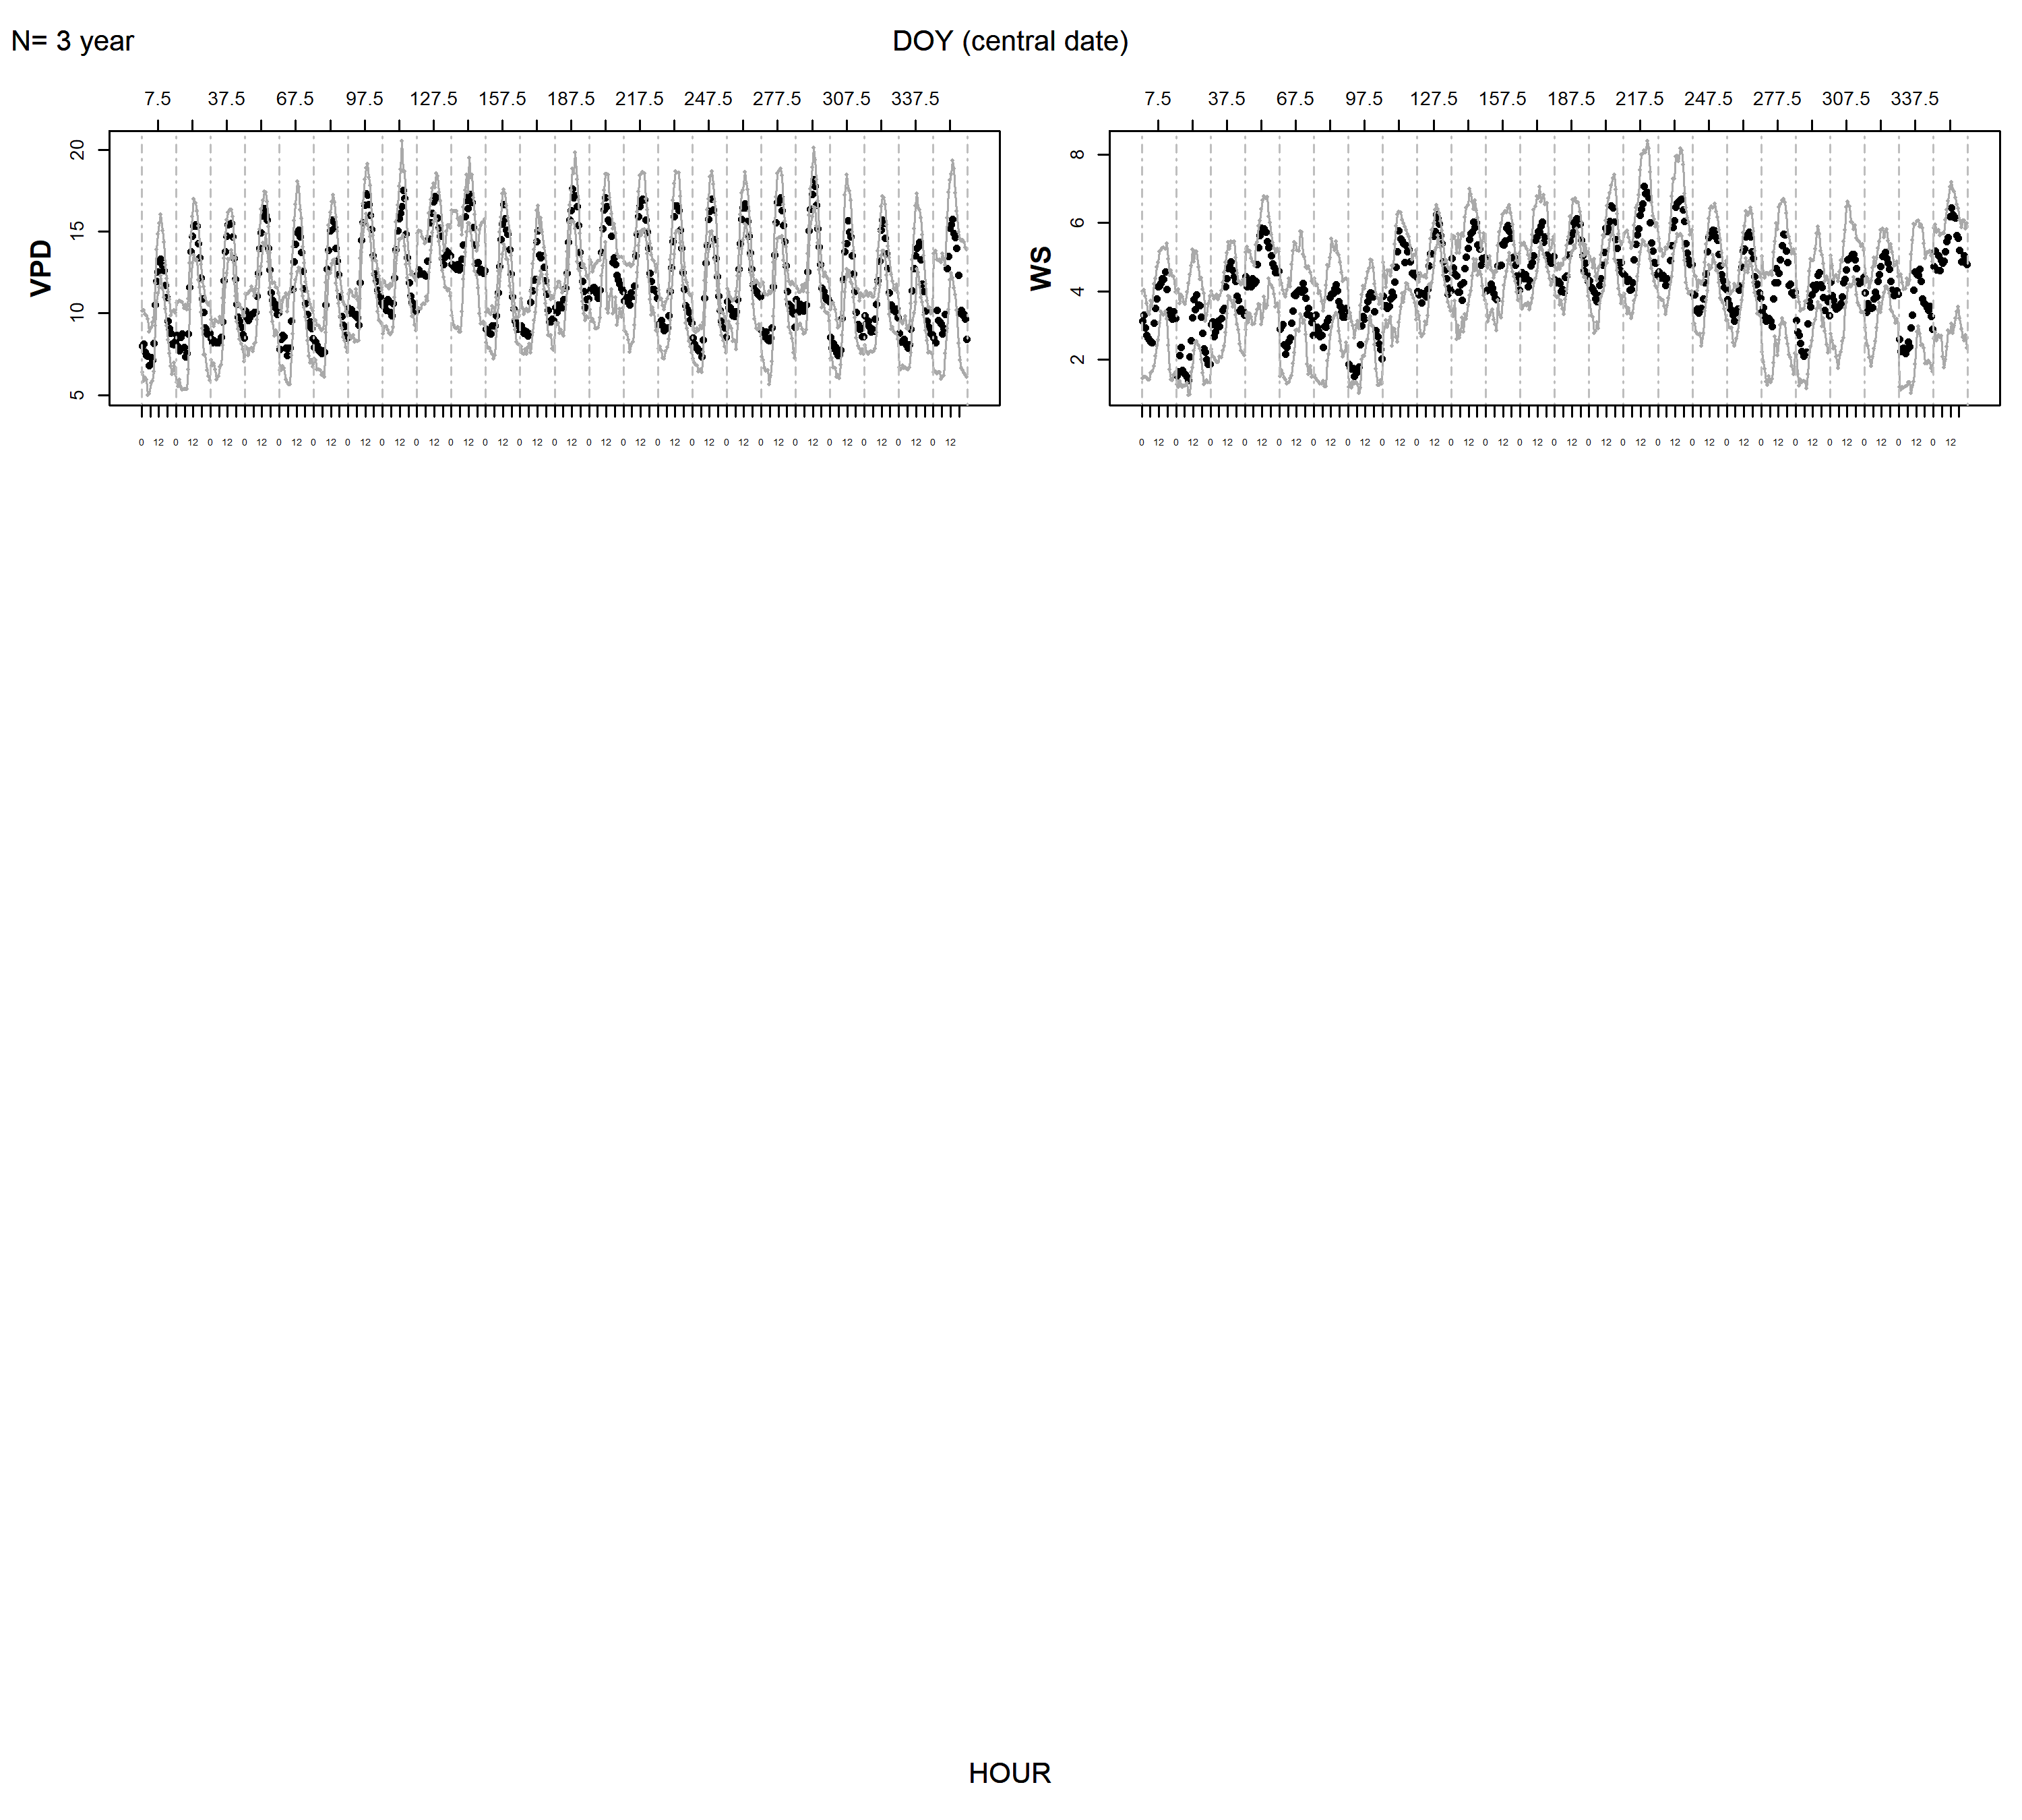 N= 3 year
DOY (central date)
7.5 37.5 67.5 97.5 127.5 157.5 187.5 217.5 247.5 277.5 307.5 337.5
VPD
20
15
10
5
0 12 0 12 0 12 0 12 0 12 0 12 0 12 0 12 0 12 0 12 0 12 0 12 0 12 0 12 0 12 0 12 0 12 0 12 0 12 0 12 0 12 0 12 0 12 0 12
7.5 37.5 67.5 97.5 127.5 157.5 187.5 217.5 247.5 277.5 307.5 337.5
WS
8
6
4
2
0 12 0 12 0 12 0 12 0 12 0 12 0 12 0 12 0 12 0 12 0 12 0 12 0 12 0 12 0 12 0 12 0 12 0 12 0 12 0 12 0 12 0 12 0 12 0 12
HOUR